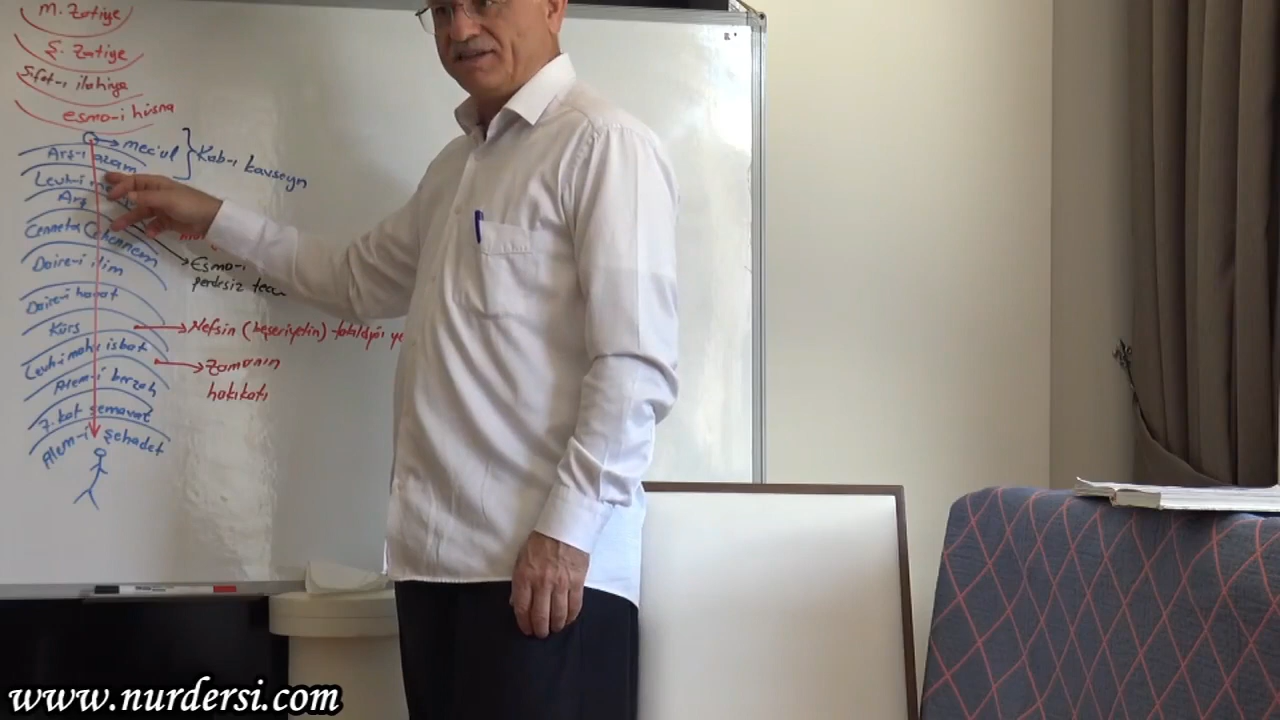 M. Zatiye
Ş. Zatiye
Sıfat-ı ilahiye
esma-i hüsna
mec'ul
Kab-ı kavseyn
Arş-ı azam
Levh-i
Arş
Cennet Cehennem
Daire-i ilim
Esma-i
perdesiz
Daire-i hayat
Kürs
Nefsin (beşeriyetin)
Levh-i mahv isbat
Zamanın
hakikatı
Alem-i berzah
7. kat semavat
Alem-i Şehadet
www.nurdersi.com